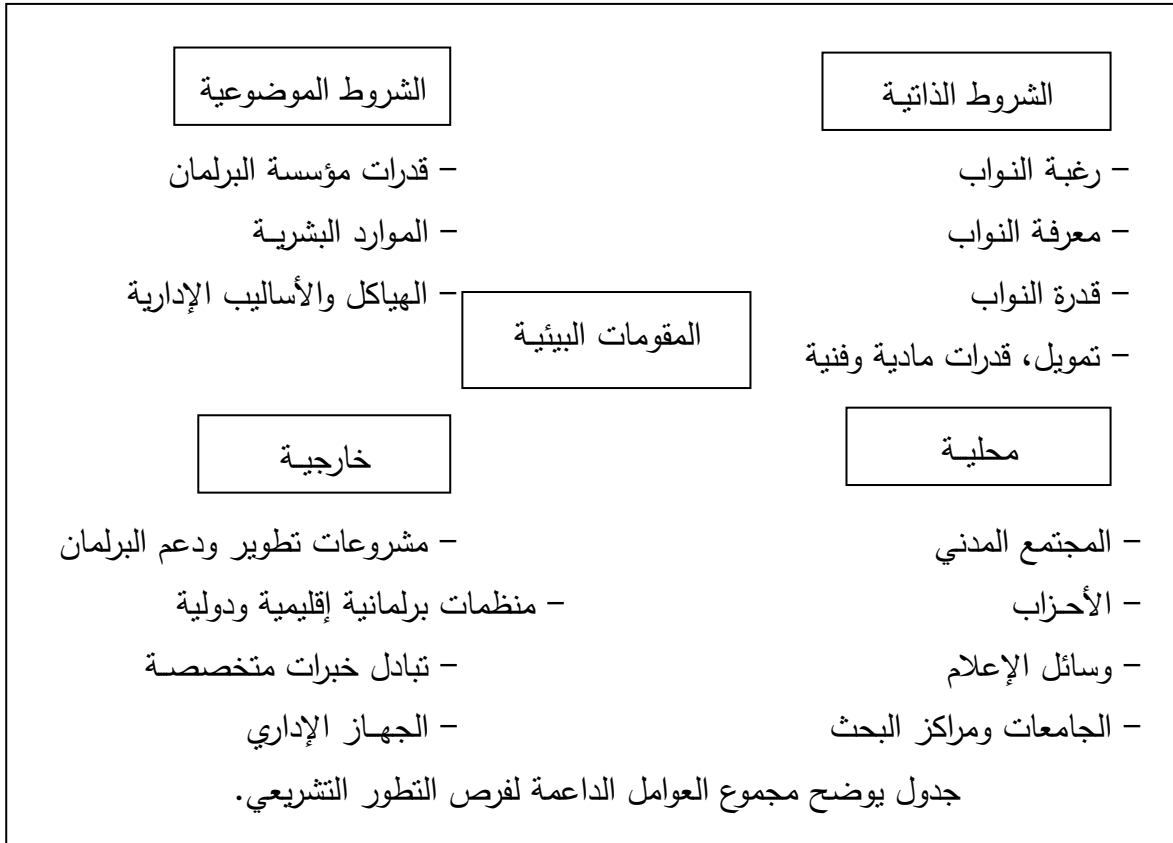 الشروط الذاتية
الشروط الموضوعية
– رغبة النواب
– قدرات مؤسسة البرلمان
– معرفة النواب
– الموارد البشرية
– قدرة النواب
– الهياكل والأساليب الإدارية
المقومات البيئية
– تمويل، قدرات مادية وفنية
محلية
خارجية
– المجتمع المدني
– مشروعات تطوير ودعم البرلمان
– الأحزاب
– منظمات برلمانية إقليمية ودولية
– وسائل الإعلام
– تبادل خبرات متخصصة
– الجامعات ومراكز البحث
– الجهاز الإداري
جدول يوضح مجموع العوامل الداعمة لفرص التطور التشريعي.